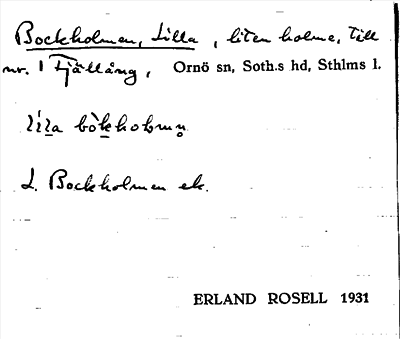 Bockholmen, Lilla, liten holme, till
nr. 1 Fjällång, Ornö sn, Soth.s hd, Sthlms l.
lilla
L. Bockholmen ek.
ERLAND ROSELL 1931